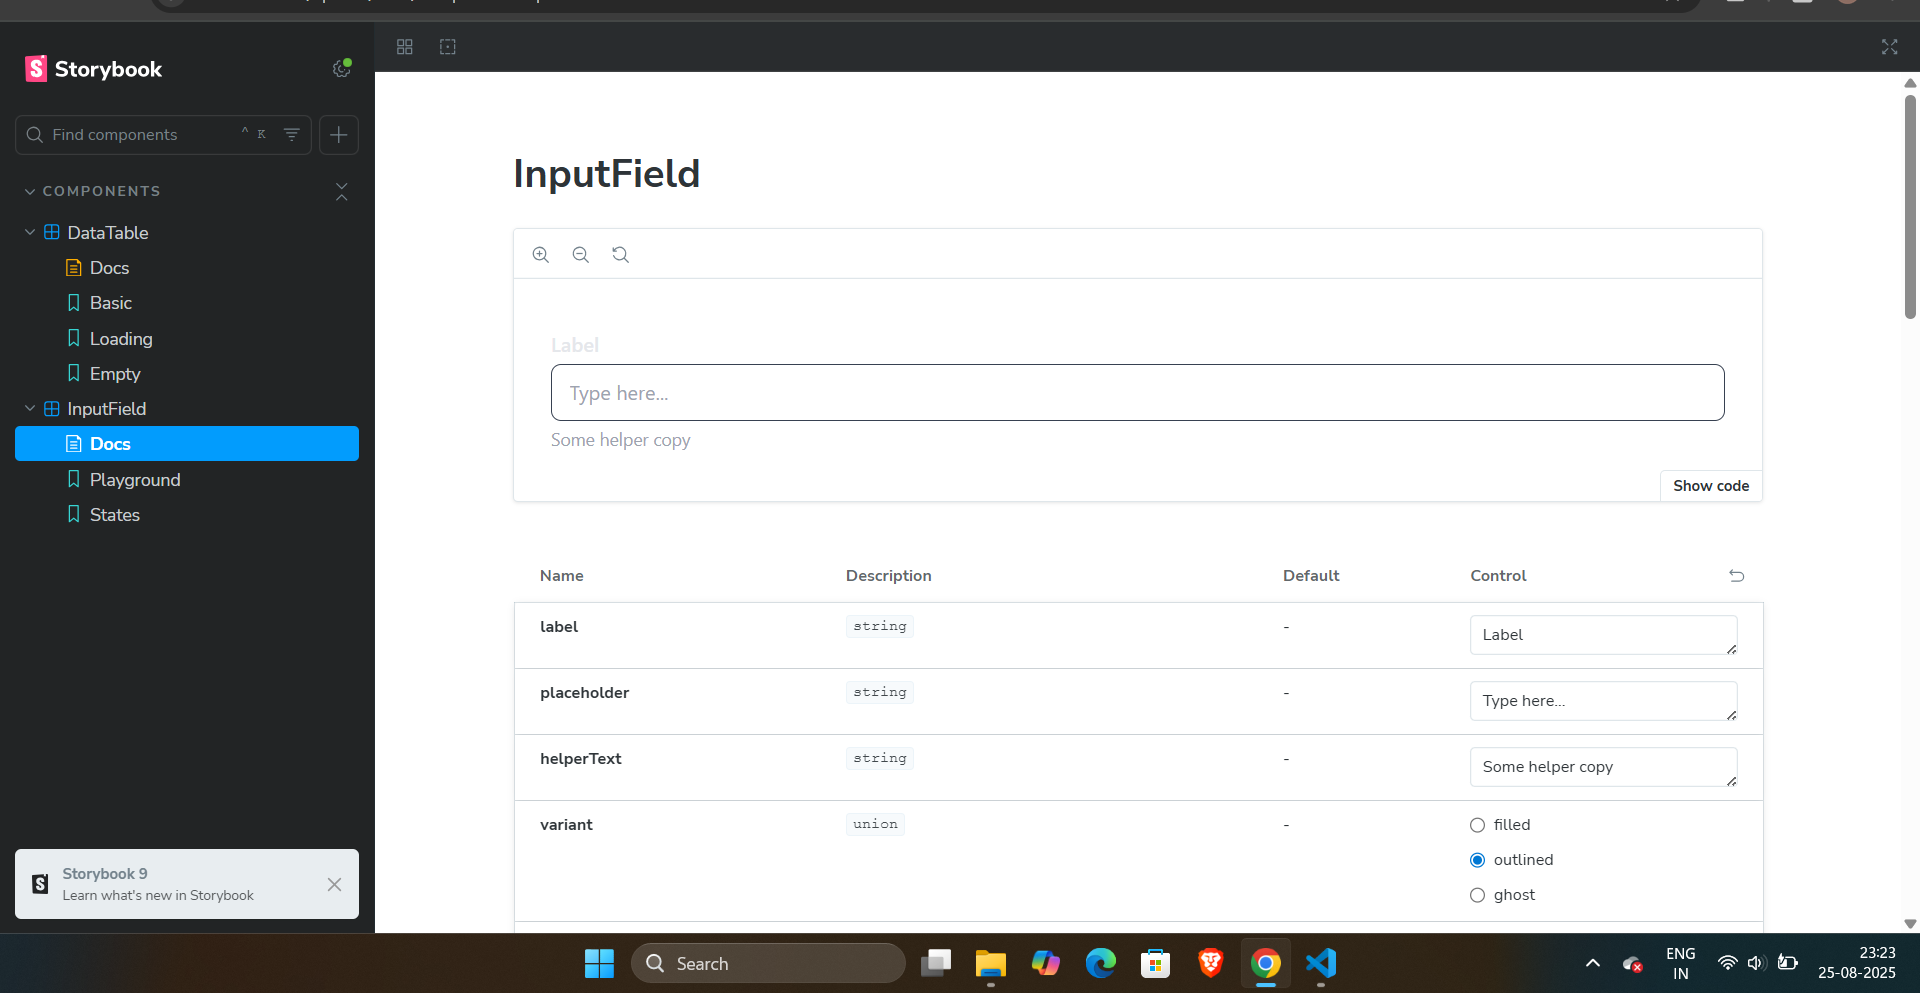 Storybook
Find components
^ K
COMPONENTS
DataTable
Docs
Basic
Loading
Empty
InputField
Docs
Playground
States
Storybook 9
Learn what's new in Storybook
InputField
Label
Type here...
Some helper copy
Show code
Name Description Default Control
label string - Label
placeholder string - Type here...
helperText string - Some helper copy
variant union - filled
outlined
ghost
Search
ENG
IN
23:23
25-08-2025